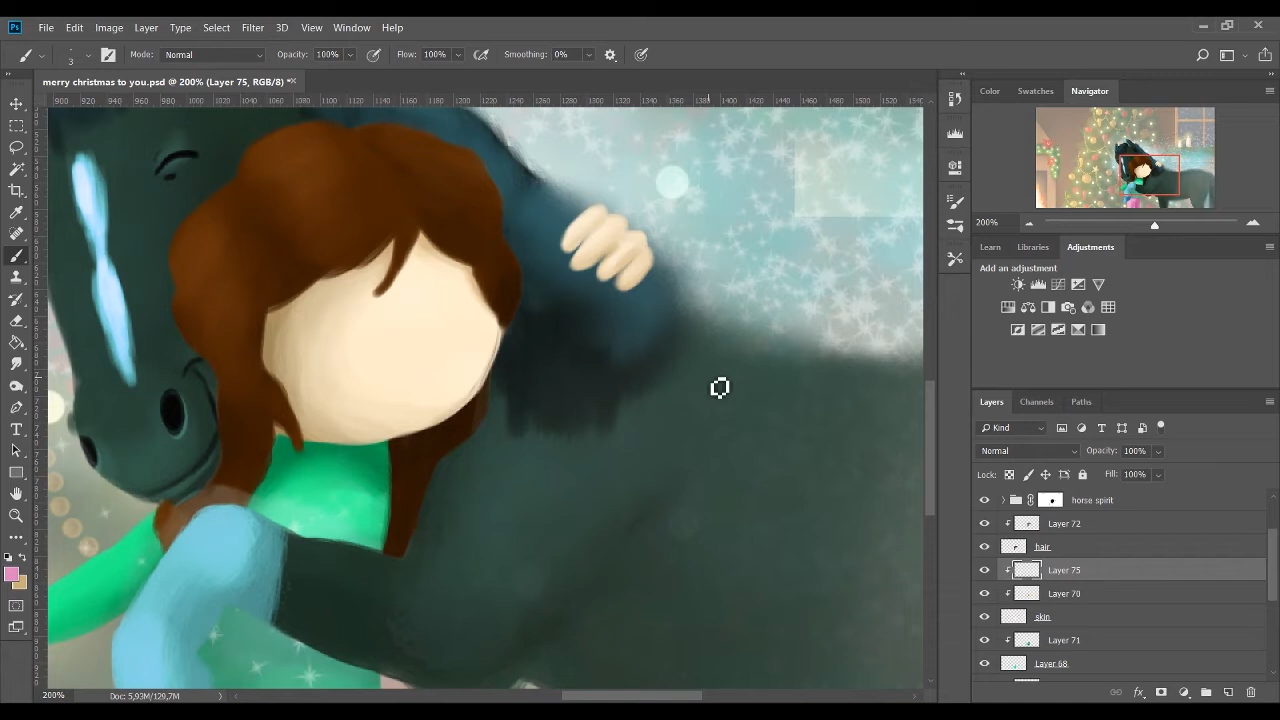 Ps File Edit Image Layer Type Select Filter 3D View Window Help
3 Mode: Normal Opacity: 100% Flow: 100% Smoothing: 0%
merry christmas to you.psd @ 200% (Layer 75, RGB/8) *
900 920 940 960 980 1000 1020 1040 1060 1080 1100 1120 1140 1160 1180 1200 1220 1240 1260 1280 1300 1320 1340 1360 1380 1400 1420 1440 1460 1480 1500 1520 1540
Color Swatches Navigator
200%
Learn Libraries Adjustments
Add an adjustment
Layers Channels Paths
Kind
Normal Opacity: 100%
Lock: Fill: 100%
horse spirit
Layer 72
hair
Layer 75
Layer 70
skin
Layer 71
Layer 68
200% Doc: 5,93M/129,7M